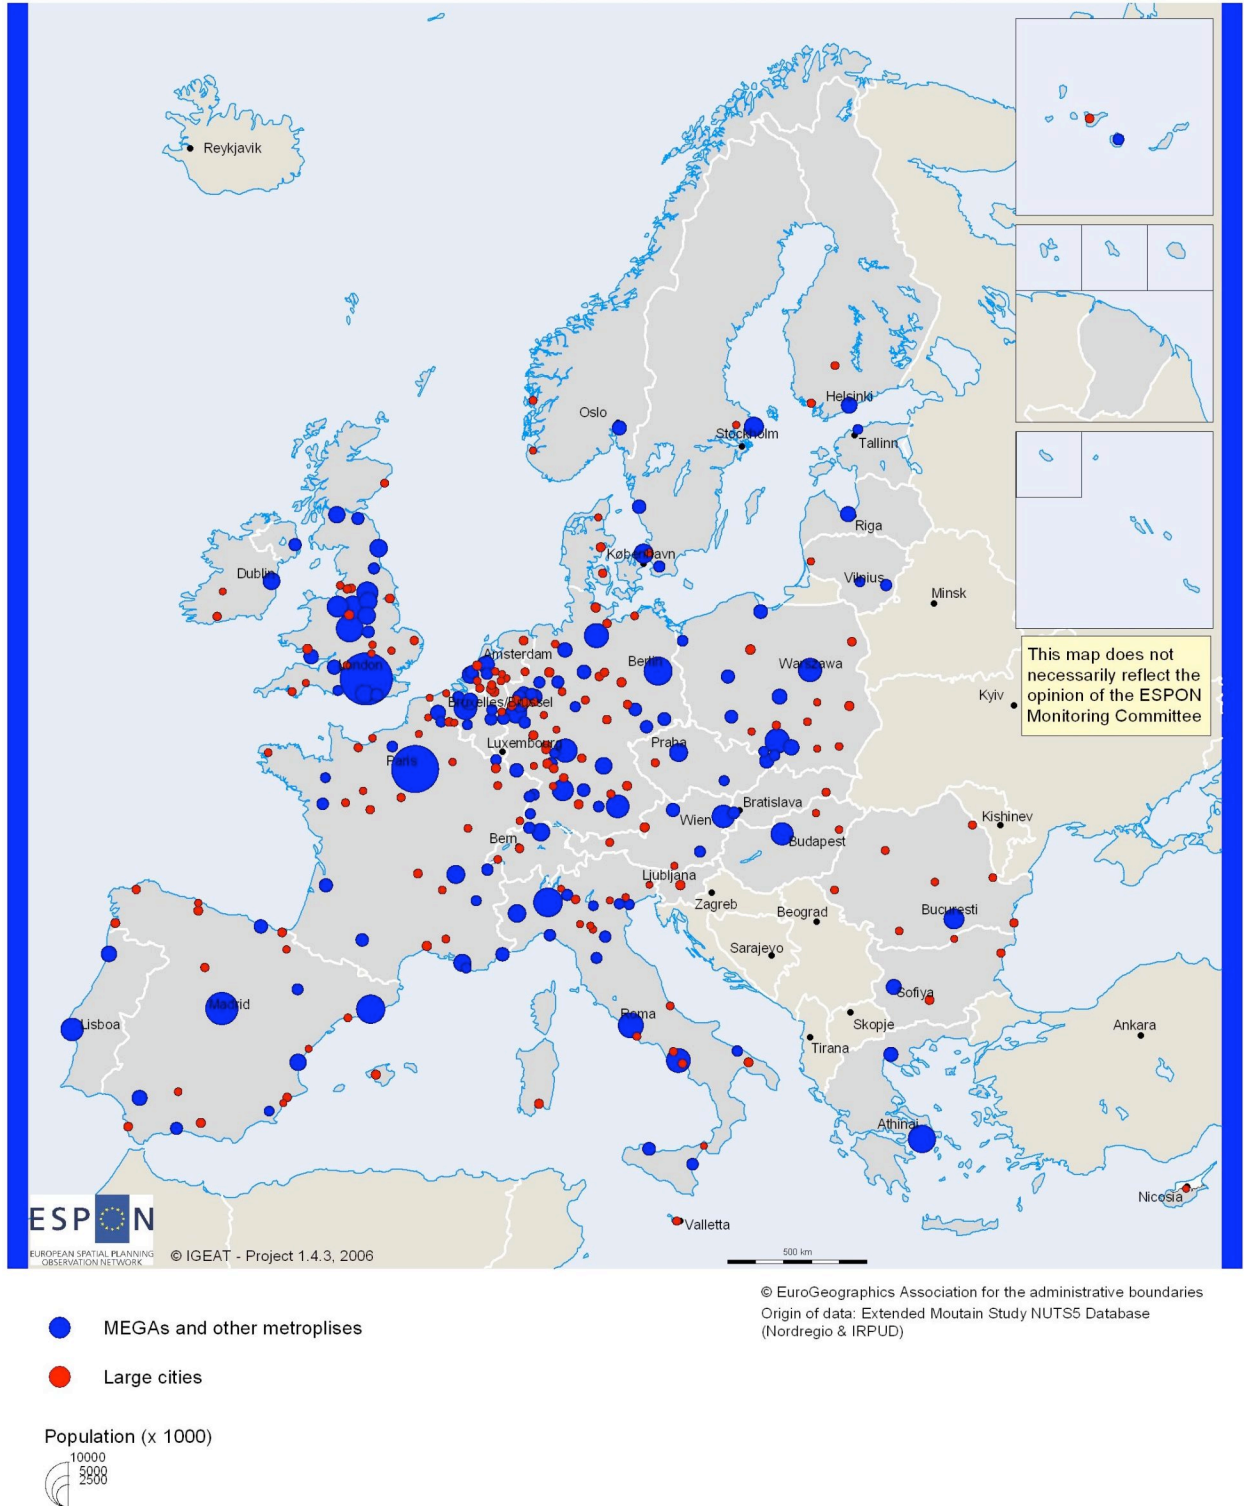 Reykjavik
Oslo
Helsinki
Stockholm
Tallinn
Riga
København
Dublin
Vilnius
Minsk
This map does not
necessarily reflect the
opinion of the ESPON
Monitoring Committee
Amsterdam
London
Berlin
Warszawa
Kyiv
Bruxelles/Brussel
Luxembourg
Praha
Paris
Bratislava
Wien
Kishinev
Budapest
Bern
Ljubljana
Zagreb
Beograd
Bucuresti
Sarajevo
Sofiya
Madrid
Roma
Lisboa
Skopje
Ankara
Tirana
Athinai
Nicosia
Valletta
ESPON
EUROPEAN SPATIAL PLANNING
OBSERVATION NETWORK
© IGEAT - Project 1.4.3, 2006
500 km
© EuroGeographics Association for the administrative boundaries
Origin of data: Extended Moutain Study NUTS5 Database
(Nordregio & IRPUD)
MEGAs and other metroplises
Large cities
Population (x 1000)
10000
5000
2500